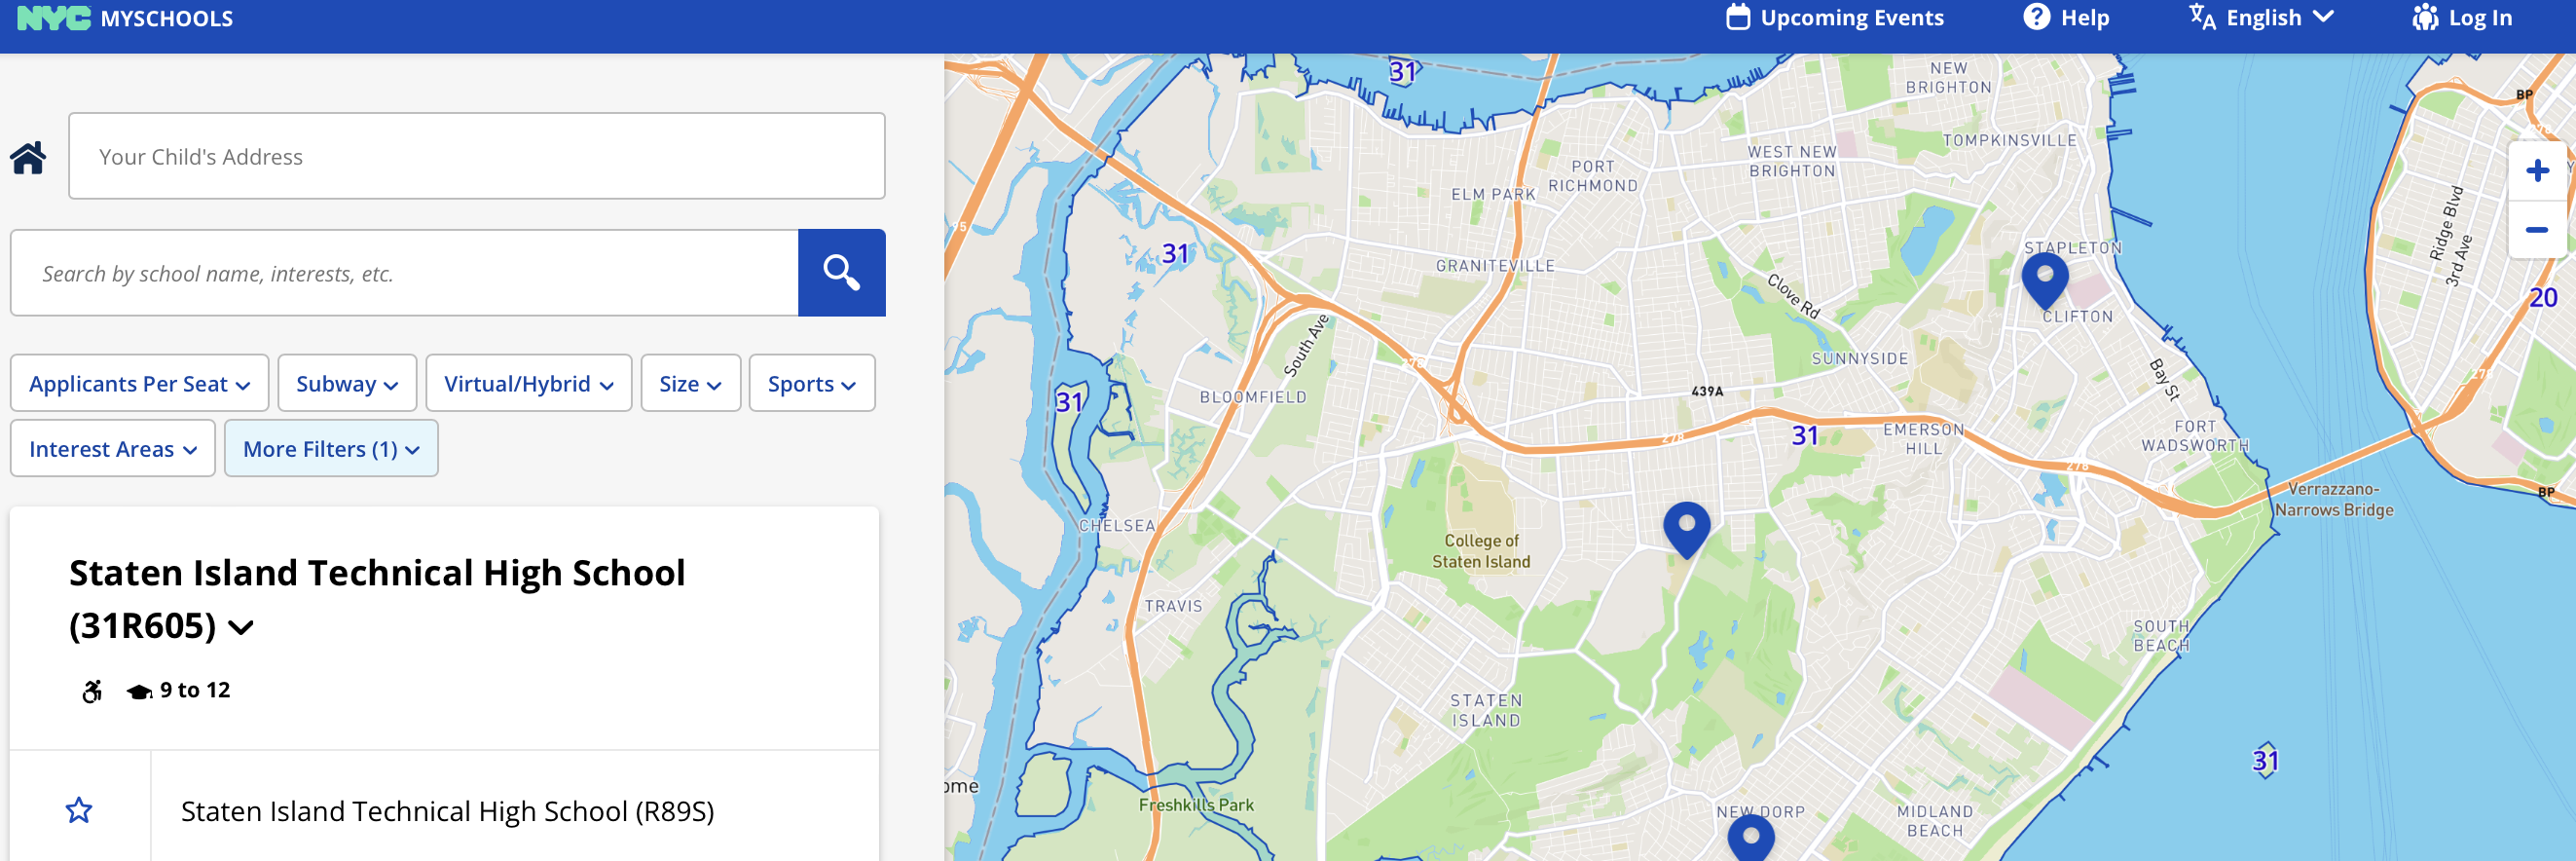 NYC MYSCHOOLS
Upcoming Events
Help
English
Log In
Your Child's Address
Search by school name, interests, etc.
Applicants Per Seat
Subway
Virtual/Hybrid
Size
Sports
Interest Areas
More Filters (1)
Staten Island Technical High School
(31R605)
9 to 12
Staten Island Technical High School (R89S)
31
NEW
BRIGHTON
BP
TOMPKINSVILLE
WEST NEW
BRIGHTON
PORT
RICHMOND
ELM PARK
95
31
GRANITEVILLE
STAPLETON
Ridge Blvd
3rd Ave
20
Clove Rd
CLIFTON
South Ave
SUNNYSIDE
278
278
Bay St
31
BLOOMFIELD
439A
31
EMERSON
HILL
FORT
WADSWORTH
278
278
Verrazzano-
Narrows Bridge
BP
CHELSEA
College of
Staten Island
TRAVIS
SOUTH
BEACH
STATEN
ISLAND
31
ome
Freshkills Park
NEW DORP
MIDLAND
BEACH